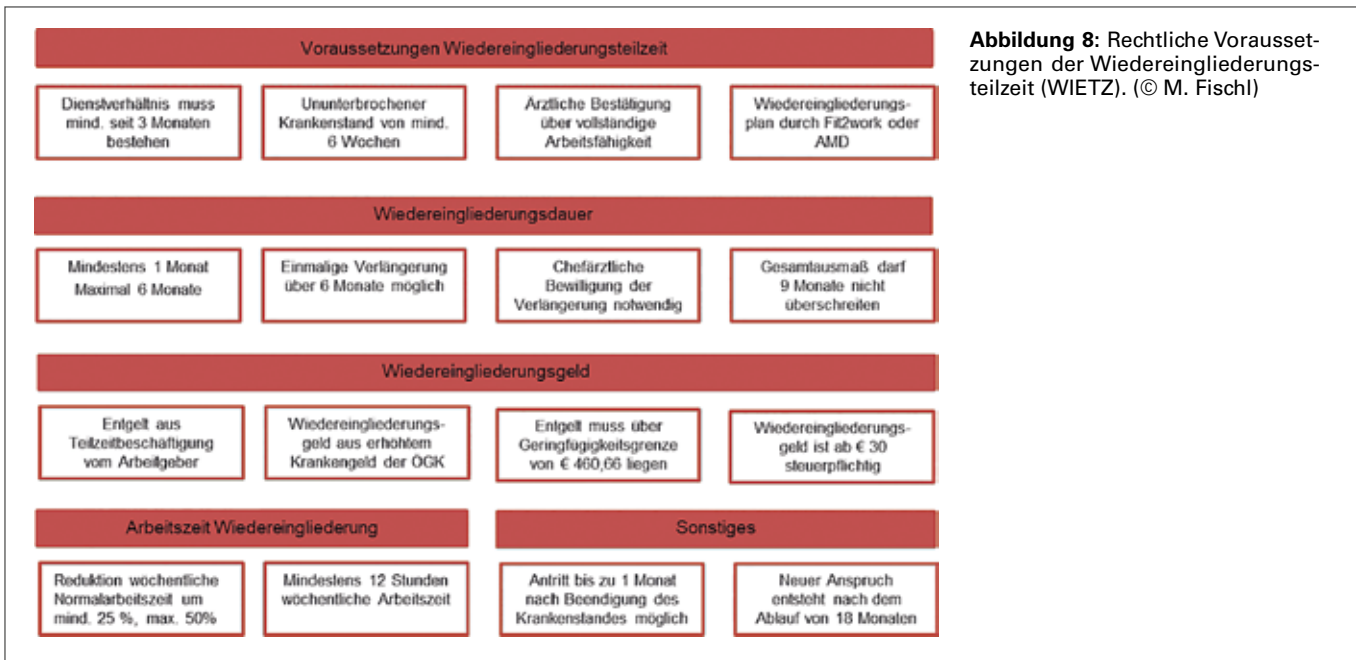 Voraussetzungen Wiedereingliederungsteilzeit
Dienstverhältnis muss
mind. seit 3 Monaten
bestehen
Ununterbrochener
Krankenstand von mind.
6 Wochen
Ärztliche Bestätigung
über vollständige
Arbeitsfähigkeit
Wiedereingliederungs-
plan durch Fit2work oder
AMD
Wiedereingliederungsdauer
Mindestens 1 Monat
Maximal 6 Monate
Einmalige Verlängerung
über 6 Monate möglich
Chefärztliche
Bewilligung der
Verlängerung notwendig
Gesamtausmaß darf
9 Monate nicht
überschreiten
Wiedereingliederungsgeld
Entgelt aus
Teilzeitbeschäftigung
vom Arbeitgeber
Wiedereingliederungs-
geld aus erhöhtem
Krankengeld der ÖGK
Entgelt muss über
Geringfügigkeitsgrenze
von € 460,66 liegen
Wiedereingliederungs-
geld ist ab € 30
steuerpflichtig
Arbeitszeit Wiedereingliederung
Reduktion wöchentliche
Normalarbeitszeit um
mind. 25 %, max. 50%
Mindestens 12 Stunden
wöchentliche Arbeitszeit
Sonstiges
Antritt bis zu 1 Monat
nach Beendigung des
Krankenstandes möglich
Neuer Anspruch
entsteht nach dem
Ablauf von 18 Monaten
Abbildung 8: Rechtliche Vorausset-
zungen der Wiedereingliederungs-
teilzeit (WIETZ). (© M. Fischl)